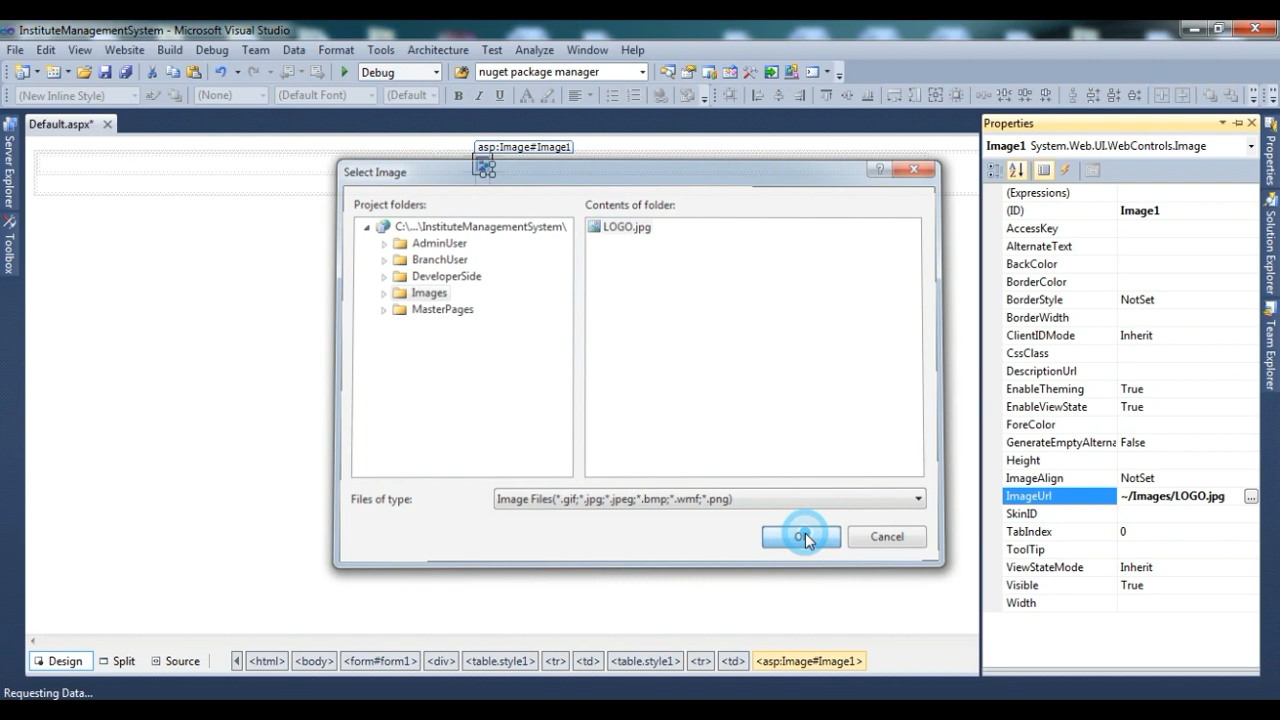 InstituteManagementSystem - Microsoft Visual Studio
File Edit View Website Build Debug Team Data Format Tools Architecture Test Analyze Window Help
Debug nuget package manager
(New Inline Style) (None) (Default Font) (Default B I U A
Default.aspx* ×
asp:Image#Image1
Server Explorer
Toolbox
Select Image
Project folders:
Contents of folder:
C:\...\InstituteManagementSystem\
AdminUser
BranchUser
DeveloperSide
Images
MasterPages
LOGO.jpg
Files of type:
Image Files(*.gif;*.jpg;*.jpeg;*.bmp;*.wmf;*.png)
Cancel
Properties
Image1 System.Web.UI.WebControls.Image
(Expressions)
(ID) Image1
AccessKey
AlternateText
BackColor
BorderColor
BorderStyle NotSet
BorderWidth
ClientIDMode Inherit
CssClass
DescriptionUrl
EnableTheming True
EnableViewState True
ForeColor
GenerateEmptyAlterna False
Height
ImageAlign NotSet
ImageUrl ~/Images/LOGO.jpg ...
SkinID
TabIndex 0
ToolTip
ViewStateMode Inherit
Visible True
Width
Properties
Solution Explorer
Team Explorer
Design Split Source <html> <body> <form#form1> <div> <table.style1> <tr> <td> <table.style1> <tr> <td> <asp:Image#Image1>
Requesting Data...